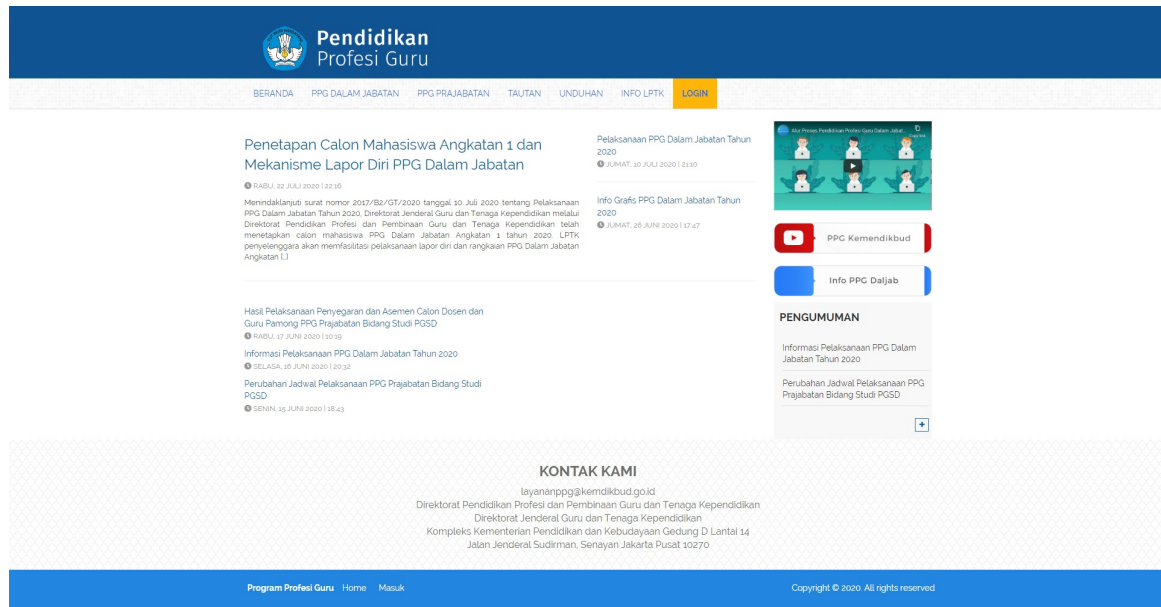 Pendidikan
Profesi Guru
BERANDA PPG DALAM JABATAN PPG PRAJABATAN TAUTAN UNDUHAN INFO LPTK LOGIN
Penetapan Calon Mahasiswa Angkatan 1 dan
Mekanisme Lapor Diri PPG Dalam Jabatan
RABU, 22 JULI 2020 | 22:16
Menindaklanjuti surat nomor 2017/B2/GT/2020 tanggal 10 Juli 2020 tentang Pelaksanaan
PPG Dalam Jabatan Tahun 2020, Direktorat Jenderal Guru dan Tenaga Kependidikan melalui
Direktorat Pendidikan Profesi dan Pembinaan Guru dan Tenaga Kependidikan telah
menetapkan calon mahasiswa PPG Dalam Jabatan Angkatan 1 tahun 2020. LPTK
penyelenggara akan memfasilitasi pelaksanaan lapor diri dan rangkaian PPG Dalam Jabatan
Angkatan [...]
Pelaksanaan PPG Dalam Jabatan Tahun
2020
JUMAT, 10 JULI 2020 | 21:10
Info Grafis PPG Dalam Jabatan Tahun
2020
JUMAT, 26 JUNI 2020 | 17:47
Hasil Pelaksanaan Penyegaran dan Asemen Calon Dosen dan
Guru Pamong PPG Prajabatan Bidang Studi PGSD
RABU, 17 JUNI 2020 | 10:19
Informasi Pelaksanaan PPG Dalam Jabatan Tahun 2020
SELASA, 16 JUNI 2020 | 20:32
Perubahan Jadwal Pelaksanaan PPG Prajabatan Bidang Studi
PGSD
SENIN, 15 JUNI 2020 | 18:43
Alur Proses Pendidikan Profesi Guru Dalam Jabat...
Copy link
PPG Kemendikbud
Info PPG Daljab
PENGUMUMAN
Informasi Pelaksanaan PPG Dalam
Jabatan Tahun 2020
Perubahan Jadwal Pelaksanaan PPG
Prajabatan Bidang Studi PGSD
+
KONTAK KAMI
layananppg@kemdikbud.go.id
Direktorat Pendidikan Profesi dan Pembinaan Guru dan Tenaga Kependidikan
Direktorat Jenderal Guru dan Tenaga Kependidikan
Kompleks Kementerian Pendidikan dan Kebudayaan Gedung D Lantai 14
Jalan Jenderal Sudirman, Senayan Jakarta Pusat 10270
Program Profesi Guru Home Masuk
Copyright © 2020. All rights reserved